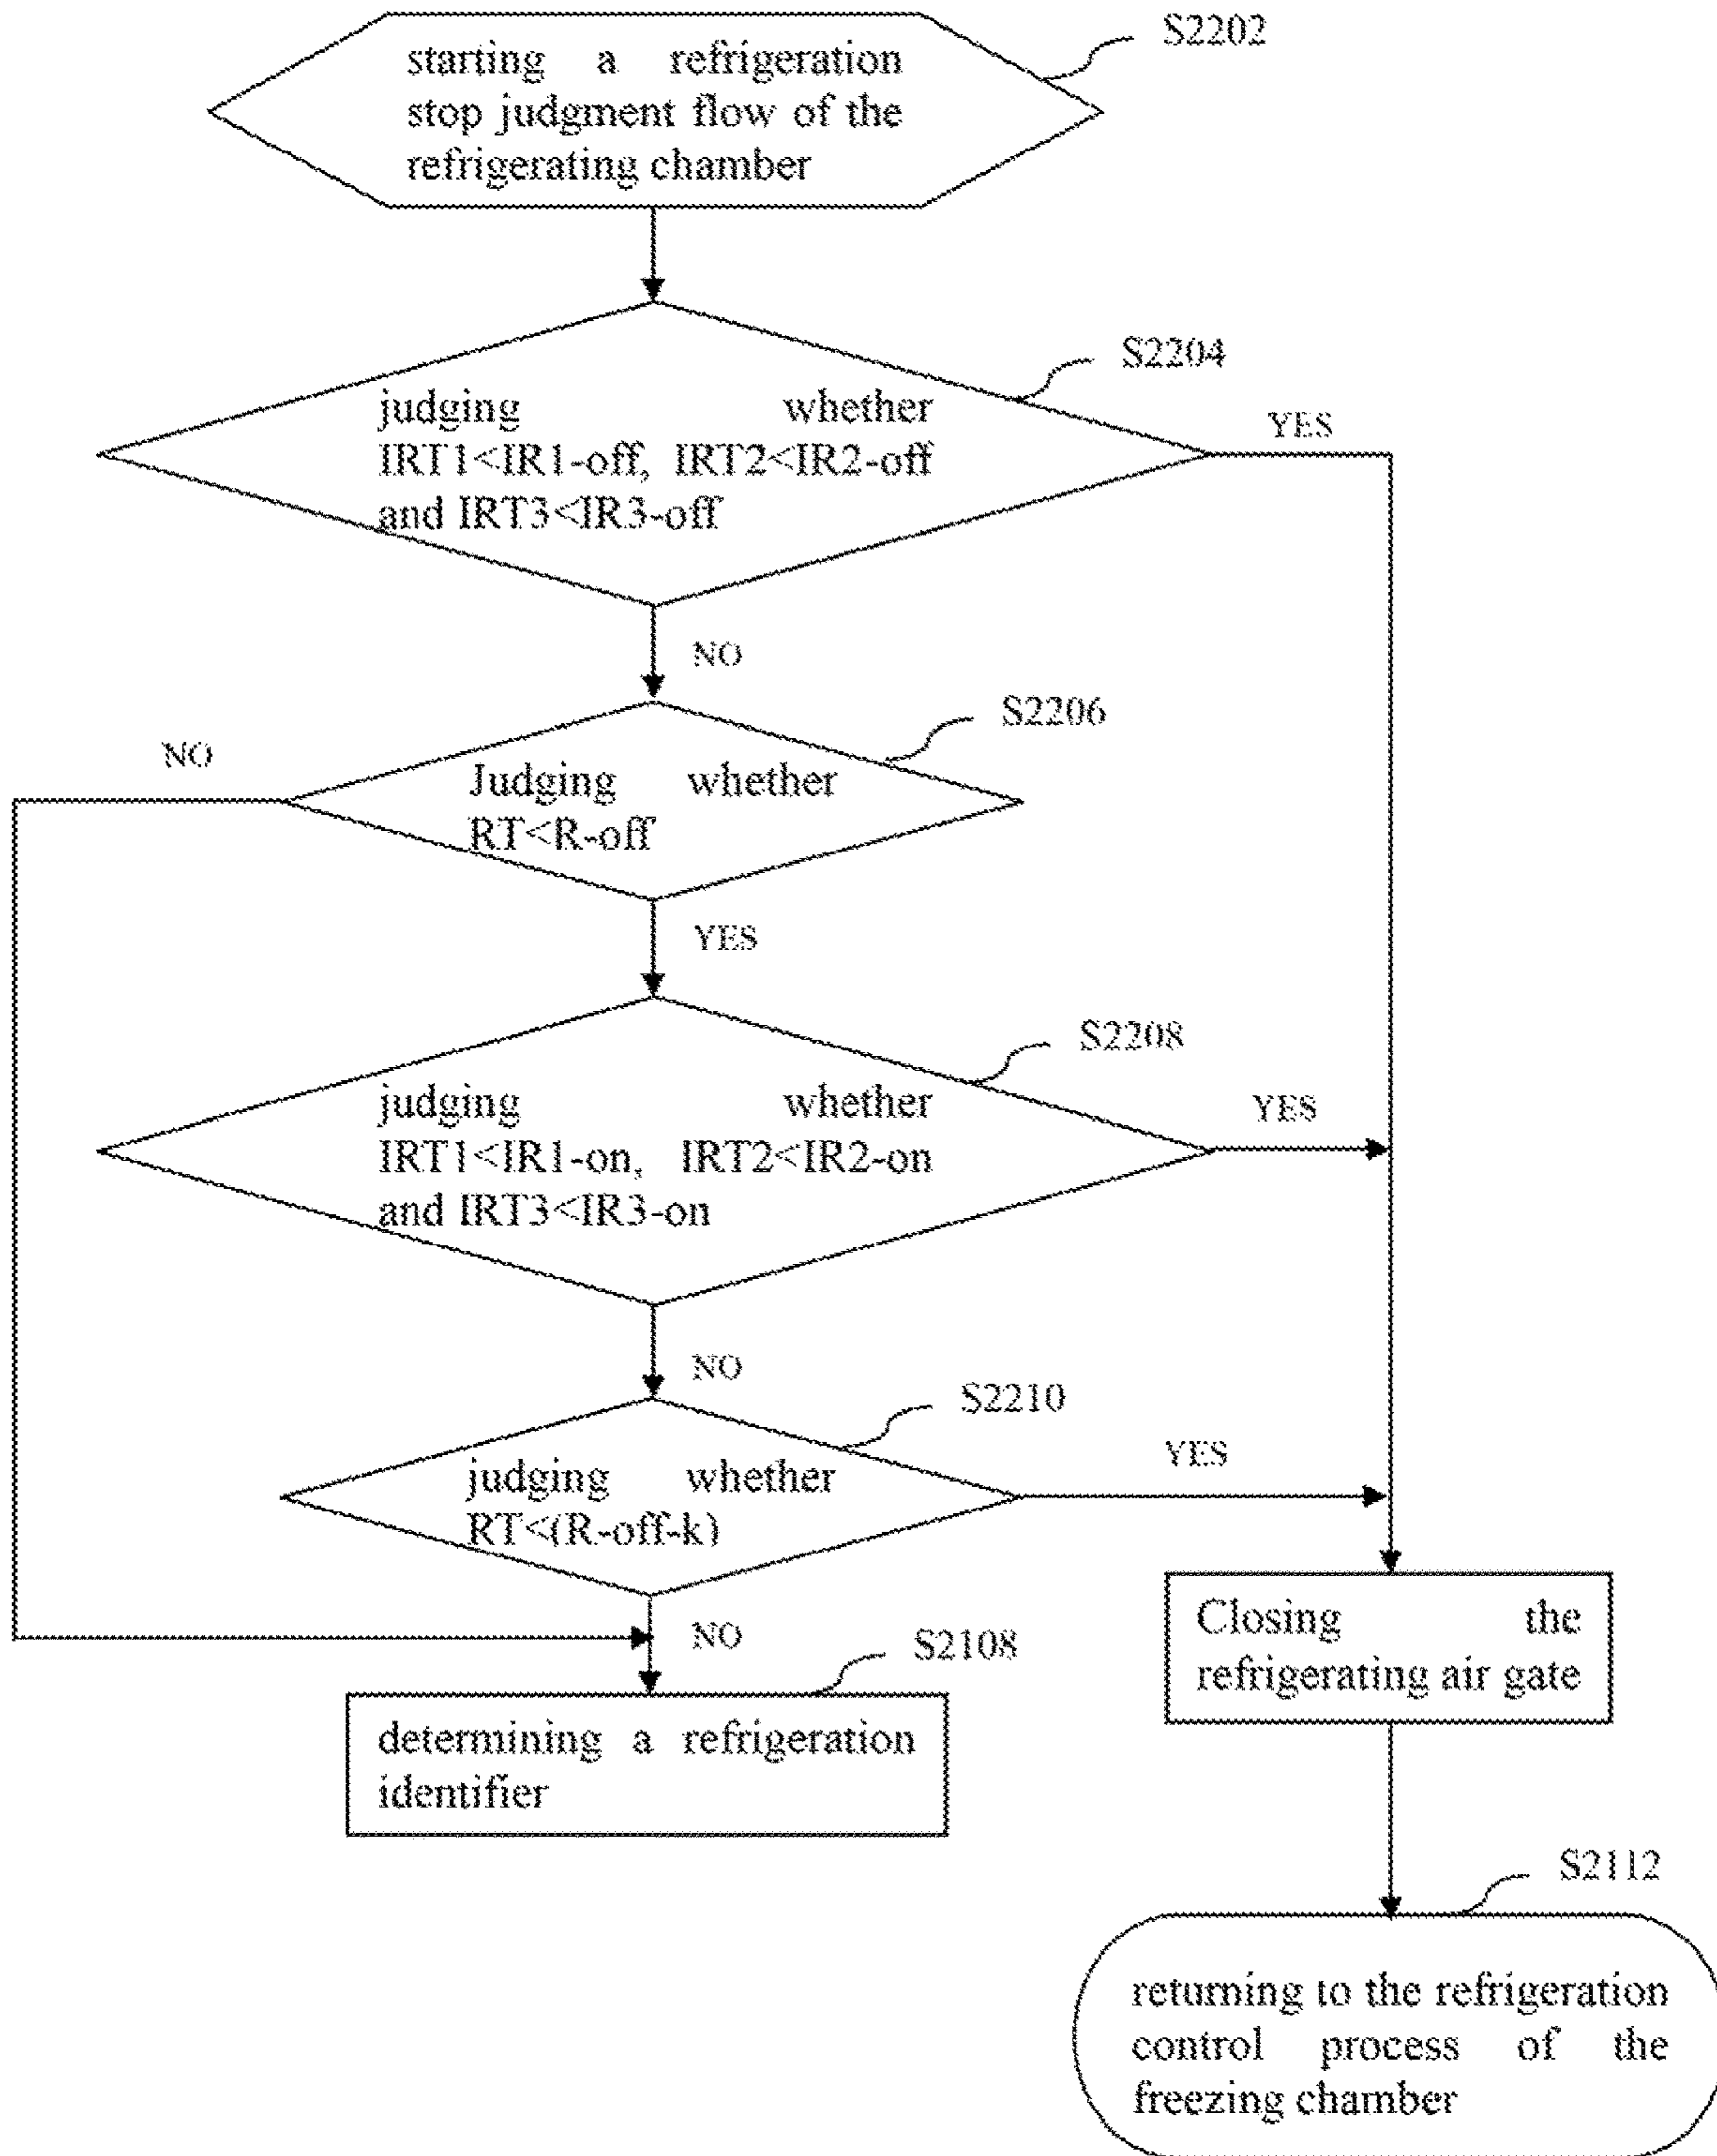 S2202
starting a refrigeration
stop judgment flow of the
refrigerating chamber
S2204
judging whether
IRT1<IR1-off, IRT2<IR2-off
and IRT3<IR3-off
YES
NO
S2206
NO
Judging whether
RT<R-off
YES
S2208
judging whether
IRT1<IR1-on, IRT2<IR2-on
and IRT3<IR3-on
YES
NO
S2210
judging whether
RT<(R-off-k)
YES
NO
Closing the
refrigerating air gate
S2108
determining a refrigeration
identifier
S2112
returning to the refrigeration
control process of the
freezing chamber